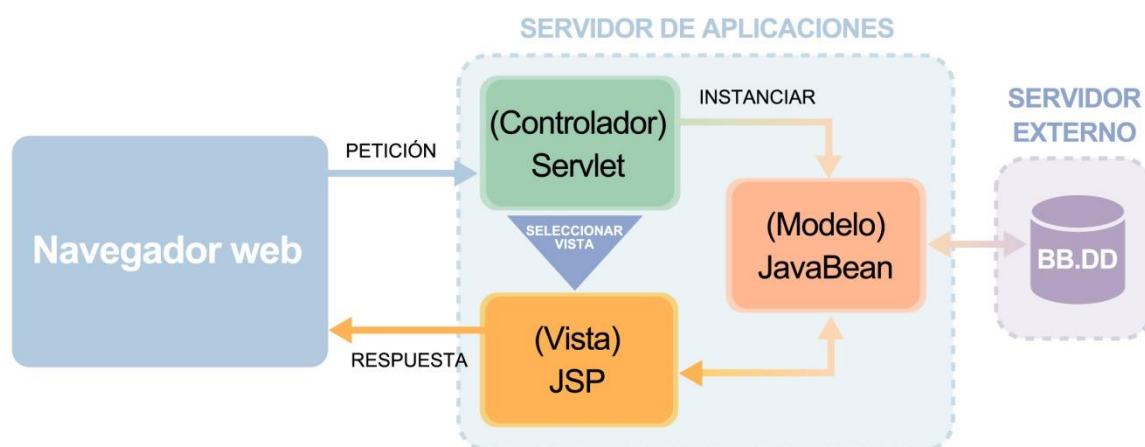 SERVIDOR DE APLICACIONES
(Controlador)
Servlet
INSTANCIAR
SERVIDOR
EXTERNO
PETICIÓN
Navegador web
SELECCIONAR
VISTA
(Modelo)
JavaBean
BB.DD
(Vista)
JSP
RESPUESTA